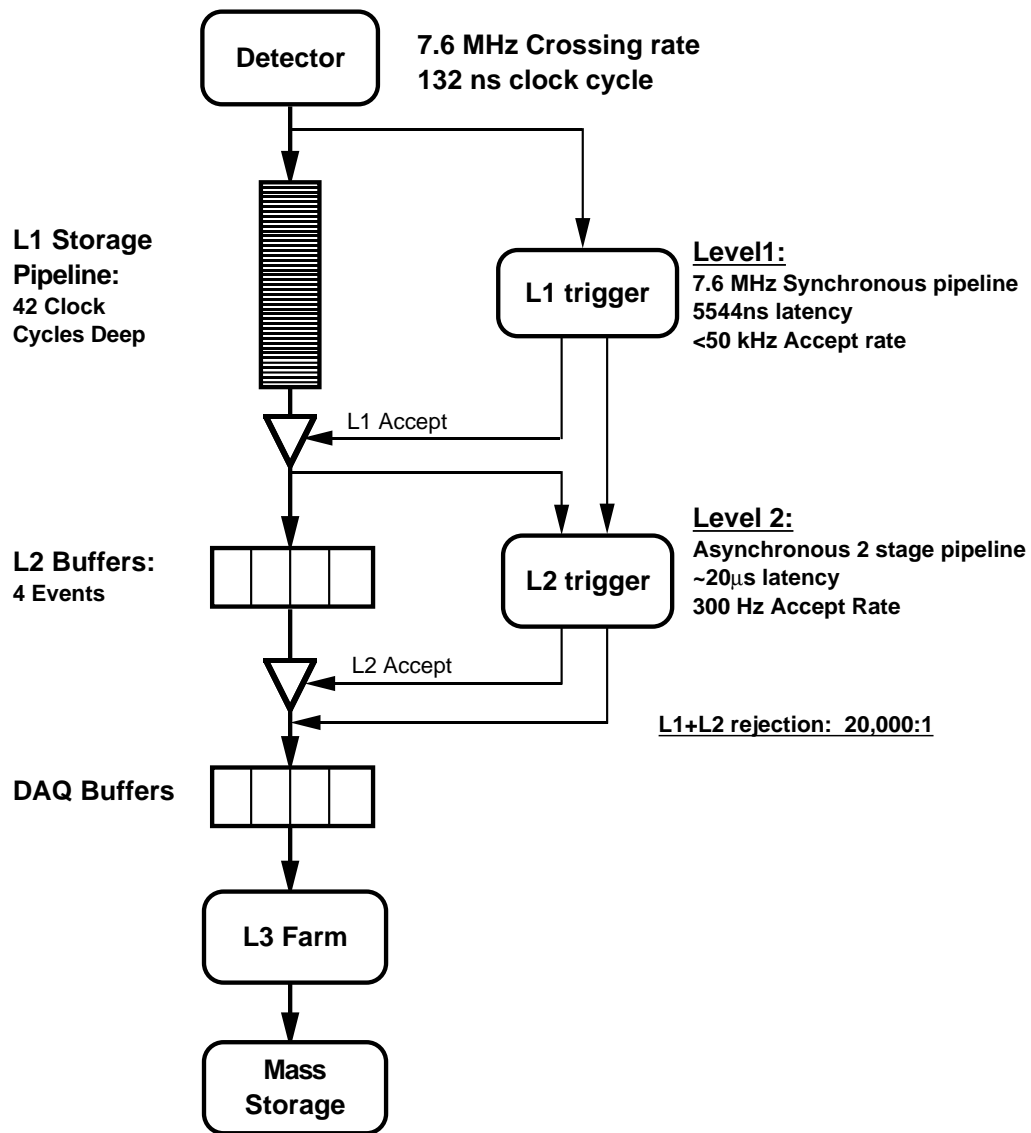 Detector
7.6 MHz Crossing rate
132 ns clock cycle
L1 Storage
Pipeline:
42 Clock
Cycles Deep
L1 trigger
Level1:
7.6 MHz Synchronous pipeline
5544ns latency
<50 kHz Accept rate
L1 Accept
L2 Buffers:
4 Events
L2 trigger
Level 2:
Asynchronous 2 stage pipeline
~20μs latency
300 Hz Accept Rate
L2 Accept
L1+L2 rejection: 20,000:1
DAQ Buffers
L3 Farm
Mass
Storage